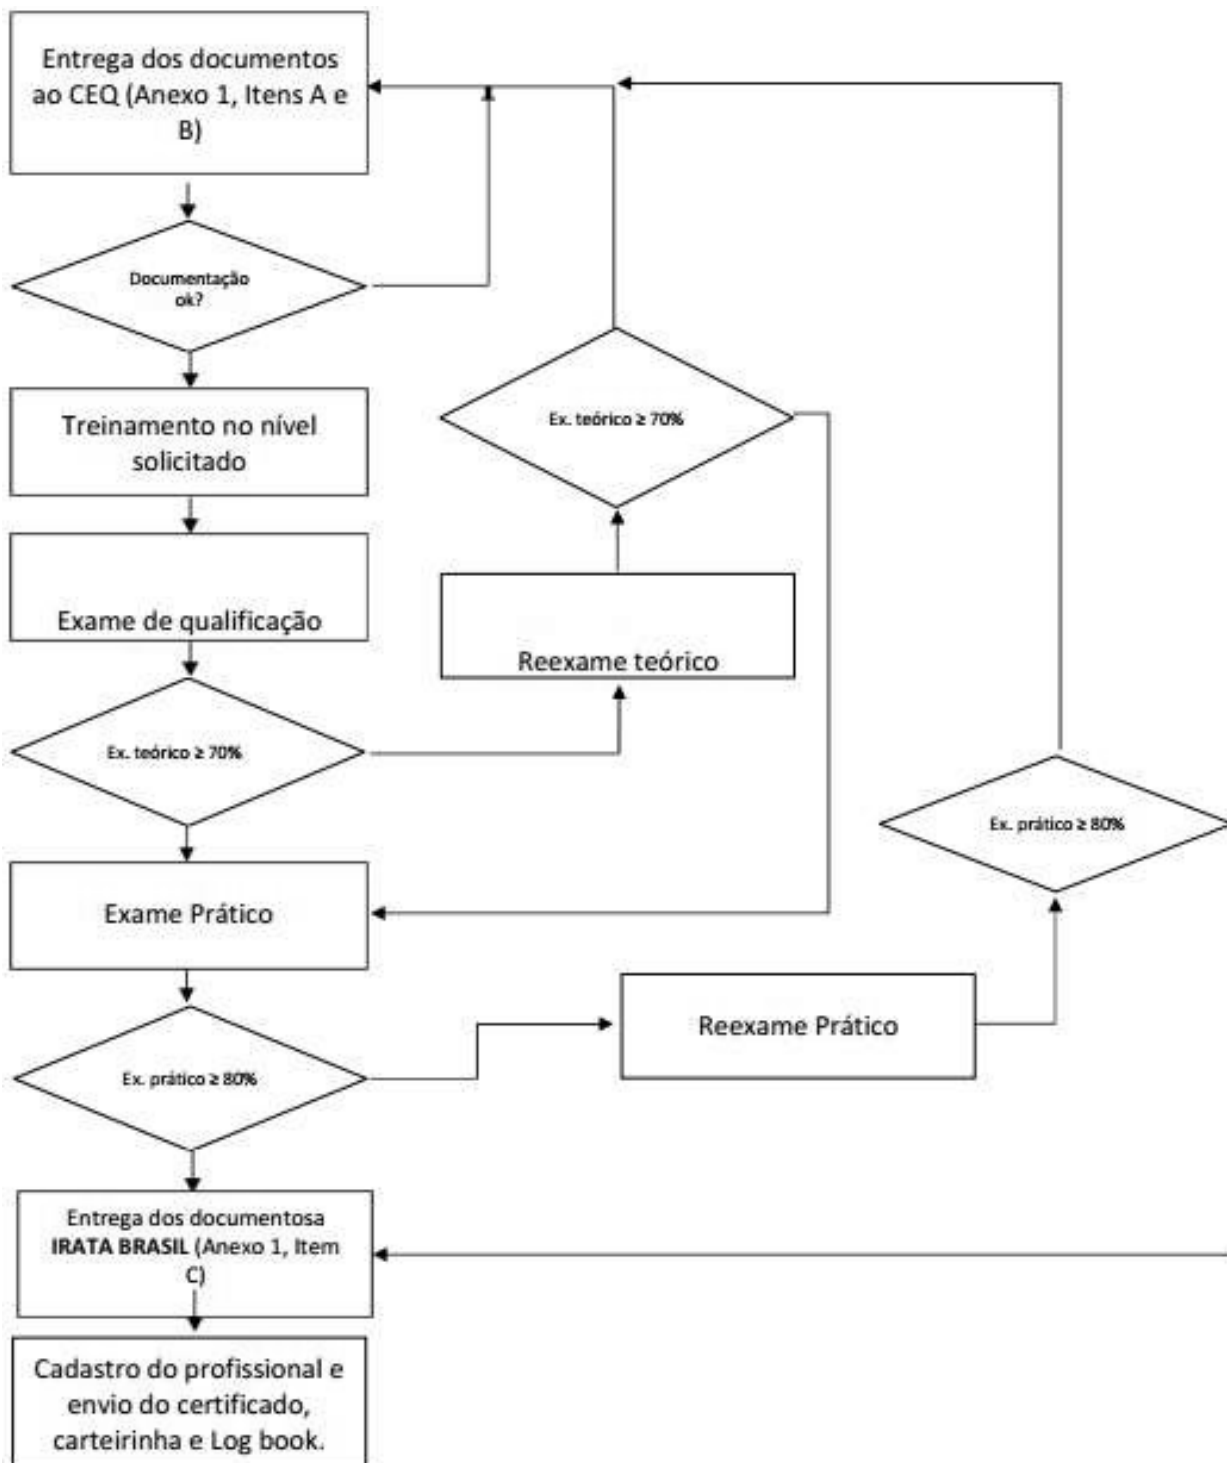 Entrega dos documentos
ao CEQ (Anexo 1, Itens A e
B)
Documentação
ok?
Treinamento no nível
solicitado
Exame de qualificação
Ex. teórico ≥ 70%
Exame Prático
Ex. prático ≥ 80%
Entrega dos documentosa
IRATA BRASIL (Anexo 1, Item
C)
Cadastro do profissional e
envio do certificado,
carteirinha e Log book.
Ex. teórico ≥ 70%
Reexame teórico
Reexame Prático
Ex. prático ≥ 80%